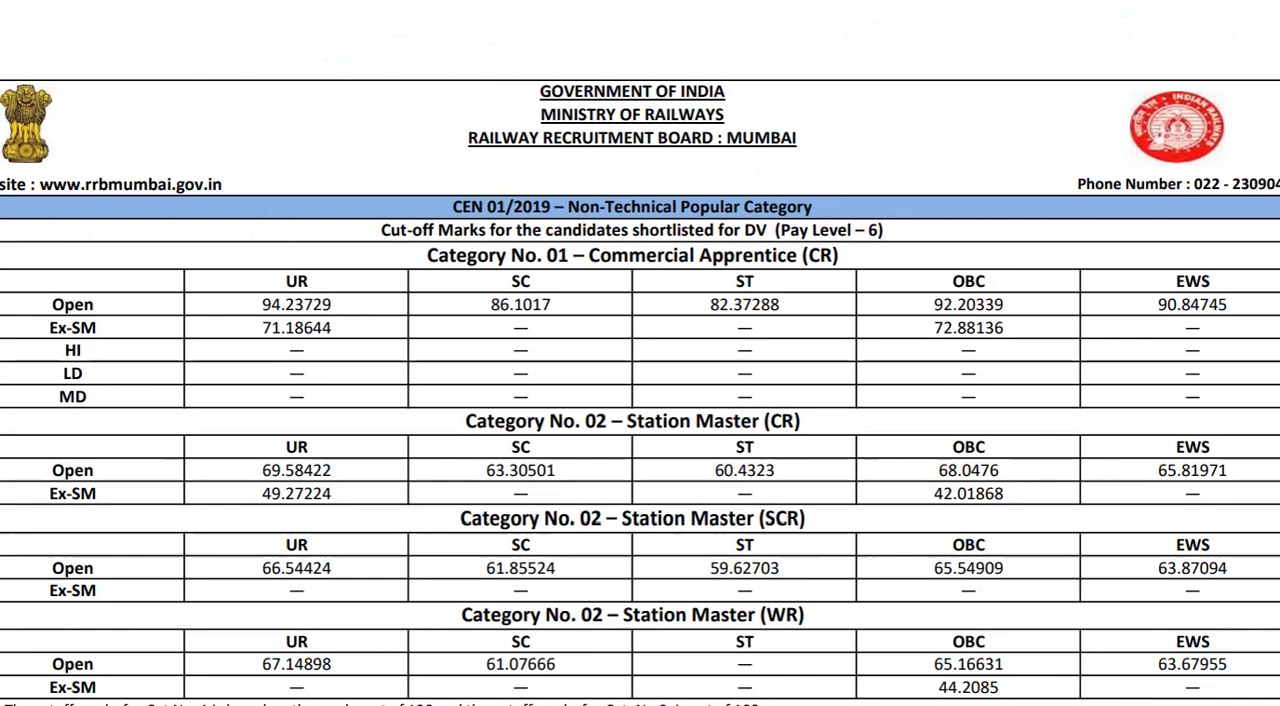 GOVERNMENT OF INDIA
MINISTRY OF RAILWAYS
RAILWAY RECRUITMENT BOARD : MUMBAI
INDIAN RAILWAYS
site : www.rrbmumbai.gov.in Phone Number : 022 - 230904
CEN 01/2019 – Non-Technical Popular Category
Cut-off Marks for the candidates shortlisted for DV (Pay Level – 6)
Category No. 01 – Commercial Apprentice (CR)
UR SC ST OBC EWS
Open 94.23729 86.1017 82.37288 92.20339 90.84745
Ex-SM 71.18644 — — 72.88136 —
HI — — — — —
LD — — — — —
MD — — — — —
Category No. 02 – Station Master (CR)
UR SC ST OBC EWS
Open 69.58422 63.30501 60.4323 68.0476 65.81971
Ex-SM 49.27224 — — 42.01868 —
Category No. 02 – Station Master (SCR)
UR SC ST OBC EWS
Open 66.54424 61.85524 59.62703 65.54909 63.87094
Ex-SM — — — — —
Category No. 02 – Station Master (WR)
UR SC ST OBC EWS
Open 67.14898 61.07666 — 65.16631 63.67955
Ex-SM — — — 44.2085 —